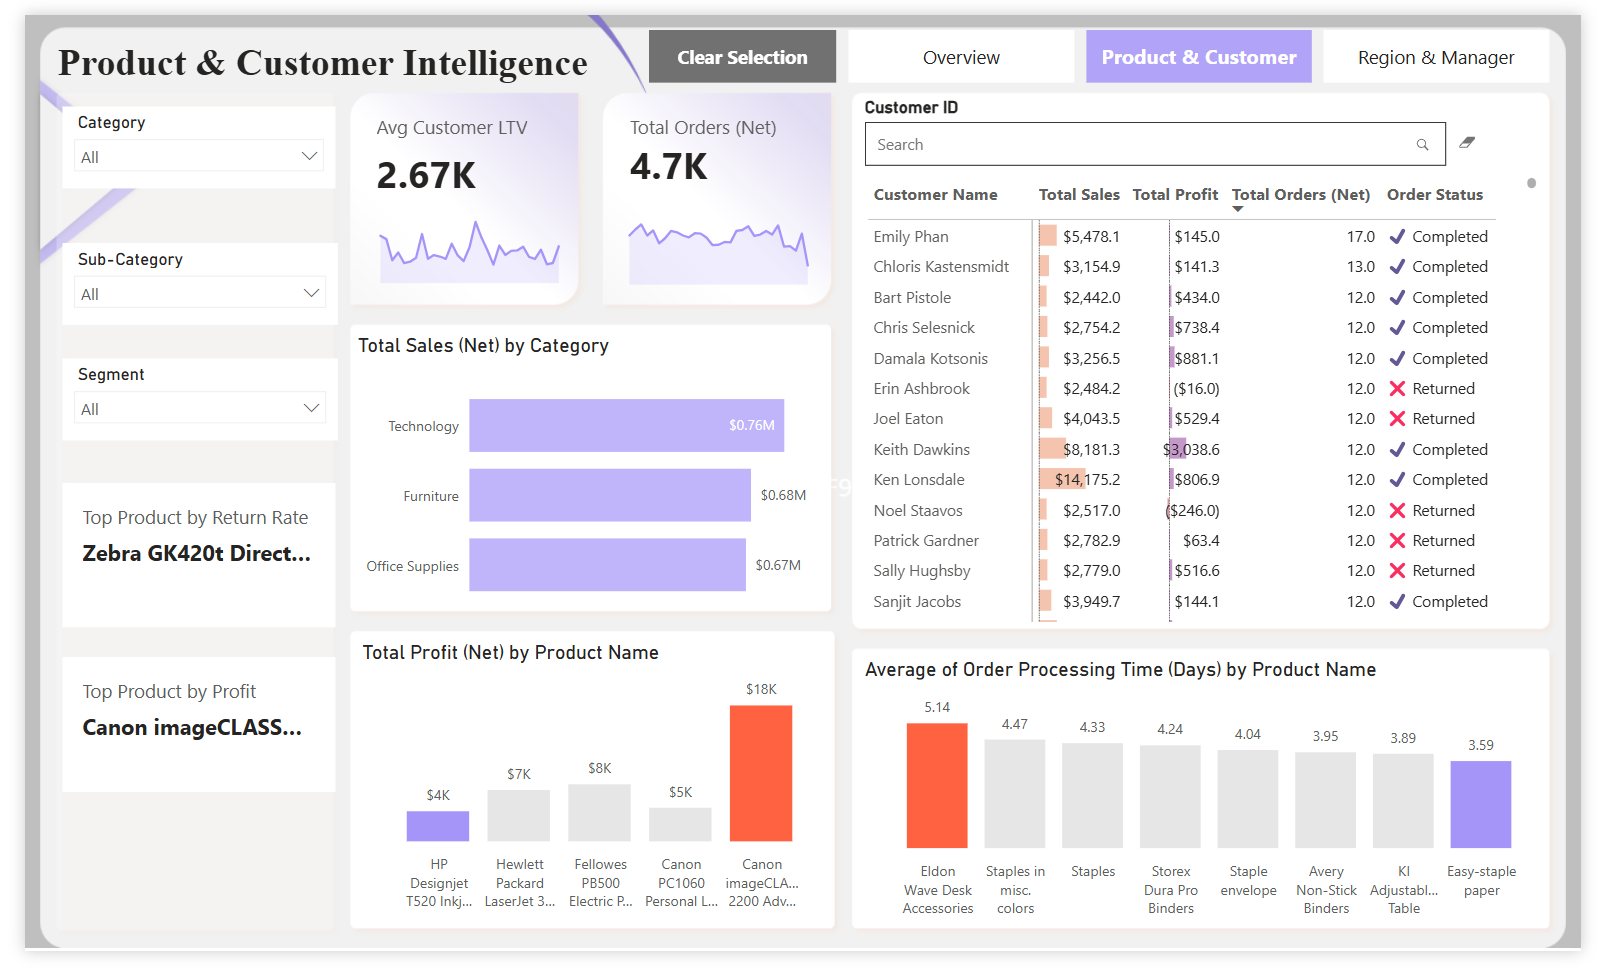 Product & Customer Intelligence
Clear Selection
Overview
Product & Customer
Region & Manager
Category
All
Sub-Category
All
Segment
All
Top Product by Return Rate
Zebra GK420t Direct...
Top Product by Profit
Canon imageCLASS...
Avg Customer LTV
2.67K
Total Orders (Net)
4.7K
Total Sales (Net) by Category
Technology $0.76M
Furniture $0.68M
Office Supplies $0.67M
Total Profit (Net) by Product Name
$4K
$7K
$8K
$5K
$18K
HP
Designjet
T520 Inkj...
Hewlett
Packard
LaserJet 3...
Fellowes
PB500
Electric P...
Canon
PC1060
Personal L...
Canon
imageCLA...
2200 Adv...
Customer ID
Search
Customer Name Total Sales Total Profit Total Orders (Net) Order Status
Emily Phan $5,478.1 $145.0 17.0 Completed
Chloris Kastensmidt $3,154.9 $141.3 13.0 Completed
Bart Pistole $2,442.0 $434.0 12.0 Completed
Chris Selesnick $2,754.2 $738.4 12.0 Completed
Damala Kotsonis $3,256.5 $881.1 12.0 Completed
Erin Ashbrook $2,484.2 ($16.0) 12.0 Returned
Joel Eaton $4,043.5 $529.4 12.0 Returned
Keith Dawkins $8,181.3 $3,038.6 12.0 Completed
Ken Lonsdale $14,175.2 $806.9 12.0 Completed
Noel Staavos $2,517.0 ($246.0) 12.0 Returned
Patrick Gardner $2,782.9 $63.4 12.0 Returned
Sally Hughsby $2,779.0 $516.6 12.0 Returned
Sanjit Jacobs $3,949.7 $144.1 12.0 Completed
Average of Order Processing Time (Days) by Product Name
5.14
4.47
4.33
4.24
4.04
3.95
3.89
3.59
Eldon
Wave Desk
Accessories
Staples in
misc.
colors
Staples
Storex
Dura Pro
Binders
Staple
envelope
Avery
Non-Stick
Binders
KI
Adjustabl...
Table
Easy-staple
paper